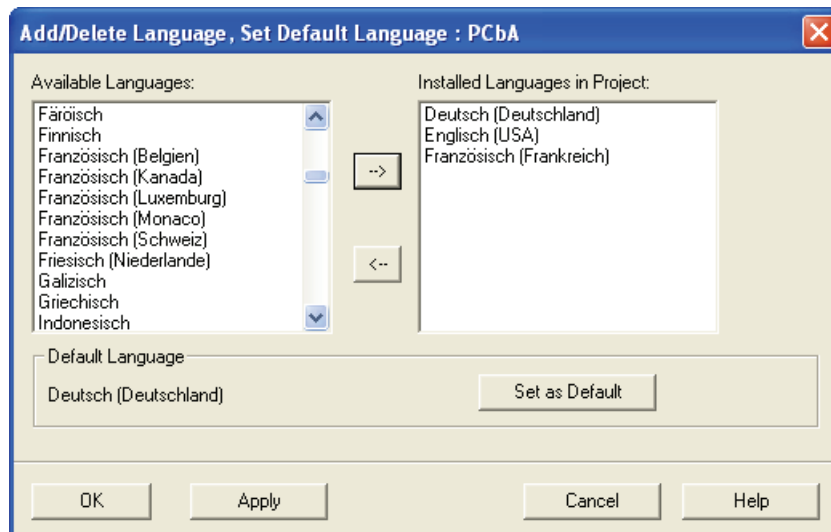 Add/Delete Language, Set Default Language : PCbA
Available Languages:
Färöisch
Finnisch
Französisch (Belgien)
Französisch (Kanada)
Französisch (Luxemburg)
Französisch (Monaco)
Französisch (Schweiz)
Friesisch (Niederlande)
Galizisch
Griechisch
Indonesisch
-->
<--
Installed Languages in Project:
Deutsch (Deutschland)
Englisch (USA)
Französisch (Frankreich)
Default Language
Deutsch (Deutschland)
Set as Default
OK
Apply
Cancel
Help